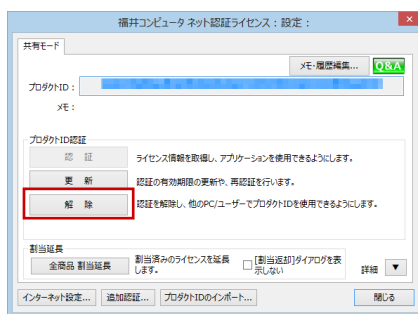 福井コンピュータ ネット認証ライセンス：設定：
共有モード
メモ・履歴編集... Q&A
プロダクトID：
メモ：
プロダクトID認証
認 証 ライセンス情報を取得し、アプリケーションを使用できるようにします。
更 新 認証の有効期限の更新や、再認証を行います。
解 除 認証を解除し、他のPC/ユーザーでプロダクトIDを使用できるようにします。
割当延長
全商品 割当延長 割当済みのライセンスを延長します。 [割当返却]ダイアログを表示しない 詳細 ▼
インターネット設定... 追加認証... プロダクトIDのインポート... 閉じる